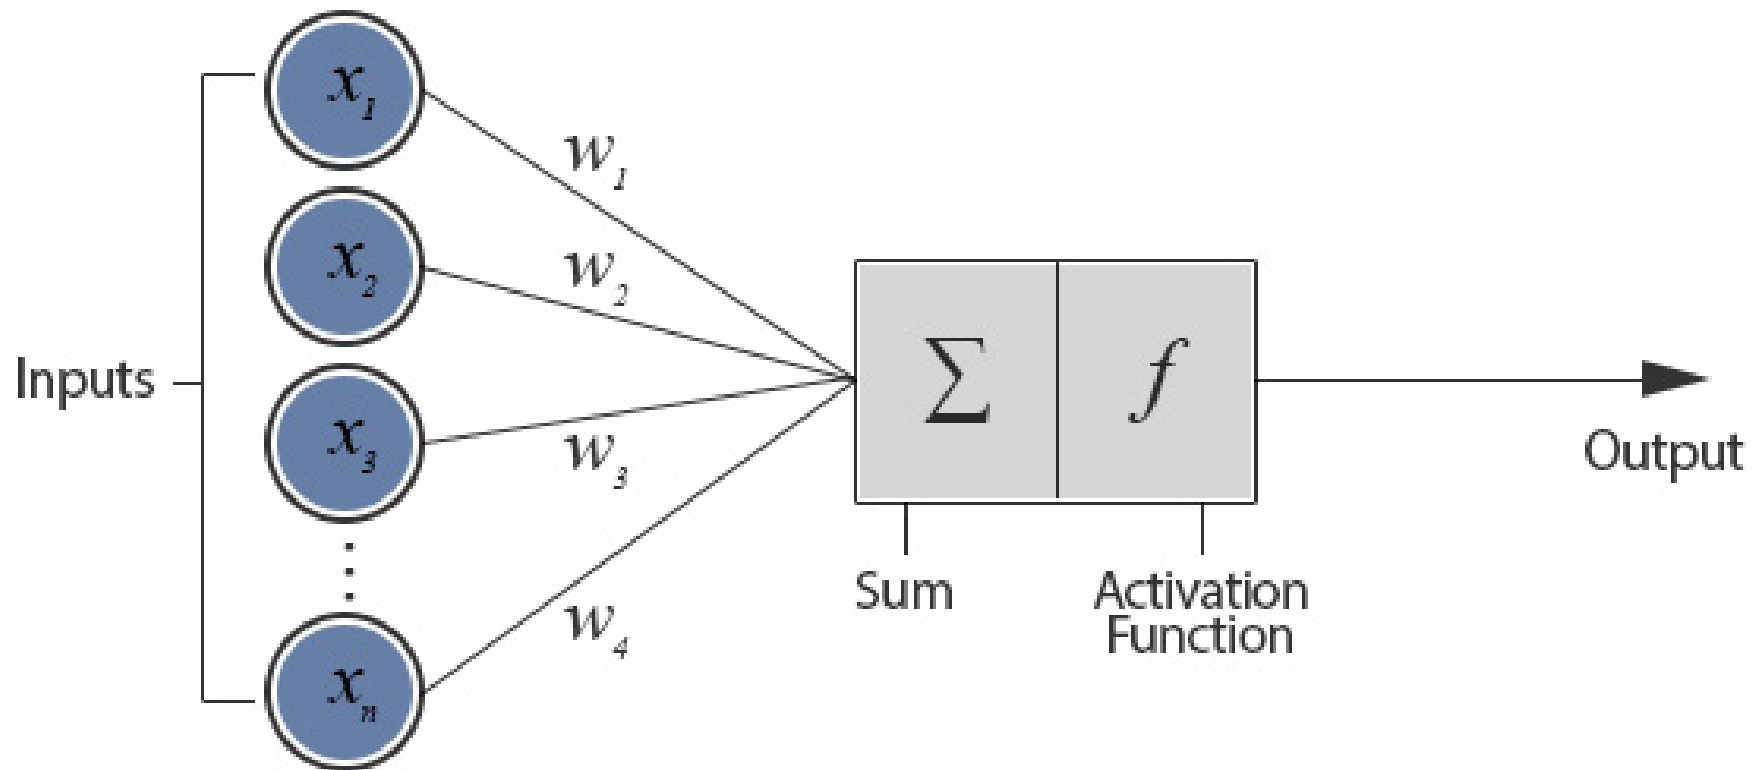 x₁
w₁
x₂
w₂
Σ f
Inputs
x₃
w₃
Output
Sum
Activation
Function
w₄
xₙ